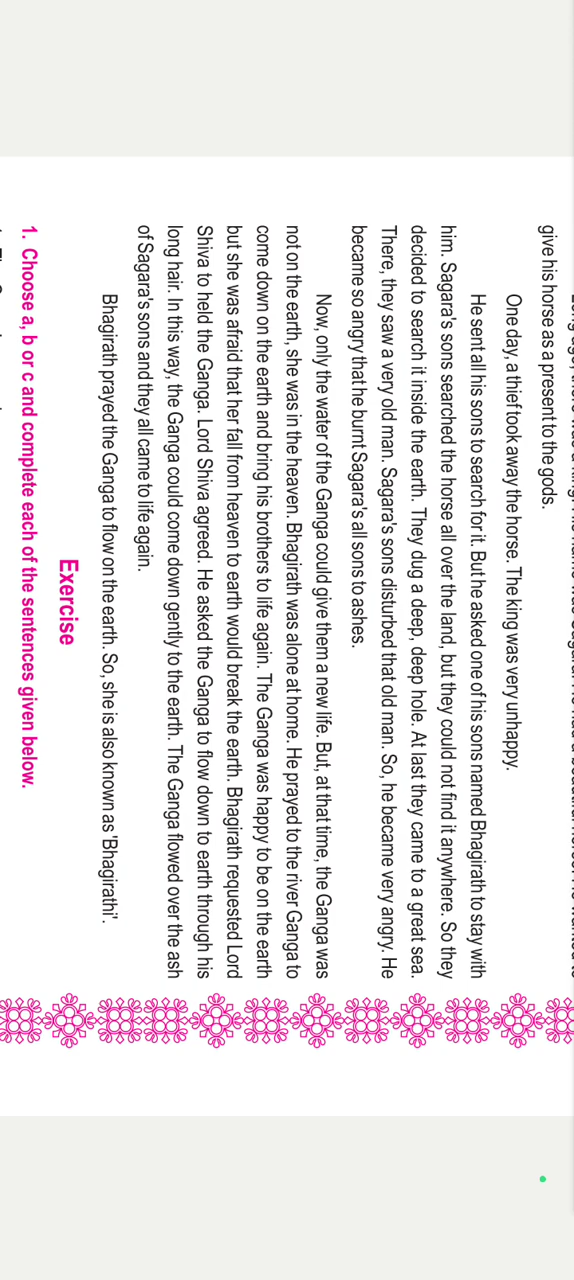 give his horse as a present to the gods.
One day, a thief took away the horse. The king was very unhappy.
He sent all his sons to search for it. But he asked one of his sons named Bhagirath to stay with
him. Sagara's sons searched the horse all over the land, but they could not find it anywhere. So they
decided to search it inside the earth. They dug a deep, deep hole. At last they came to a great sea.
There, they saw a very old man. Sagara's sons disturbed that old man. So, he became very angry. He
became so angry that he burnt Sagara's all sons to ashes.
Now, only the water of the Ganga could give them a new life. But, at that time, the Ganga was
not on the earth, she was in the heaven. Bhagirath was alone at home. He prayed to the river Ganga to
come down on the earth and bring his brothers to life again. The Ganga was happy to be on the earth
but she was afraid that her fall from heaven to earth would break the earth. Bhagirath requested Lord
Shiva to hald the Ganga. Lord Shiva agreed. He asked the Ganga to flow down to earth through his
long hair. In this way, the Ganga could come down gently to the earth. The Ganga flowed over the ash
of Sagara's sons and they all came to life again.
Bhagirath prayed the Ganga to flow on the earth. So, she is also known as 'Bhagirathi'.
Exercise
1. Choose a, b or c and complete each of the sentences given below.